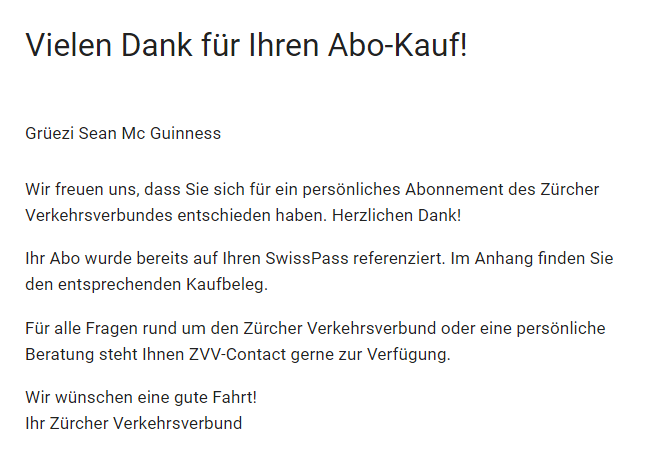 Vielen Dank für Ihren Abo-Kauf!
Grüezi Sean Mc Guinness
Wir freuen uns, dass Sie sich für ein persönliches Abonnement des Zürcher
Verkehrsverbundes entschieden haben. Herzlichen Dank!
Ihr Abo wurde bereits auf Ihren SwissPass referenziert. Im Anhang finden Sie
den entsprechenden Kaufbeleg.
Für alle Fragen rund um den Zürcher Verkehrsverbund oder eine persönliche
Beratung steht Ihnen ZVV-Contact gerne zur Verfügung.
Wir wünschen eine gute Fahrt!
Ihr Zürcher Verkehrsverbund